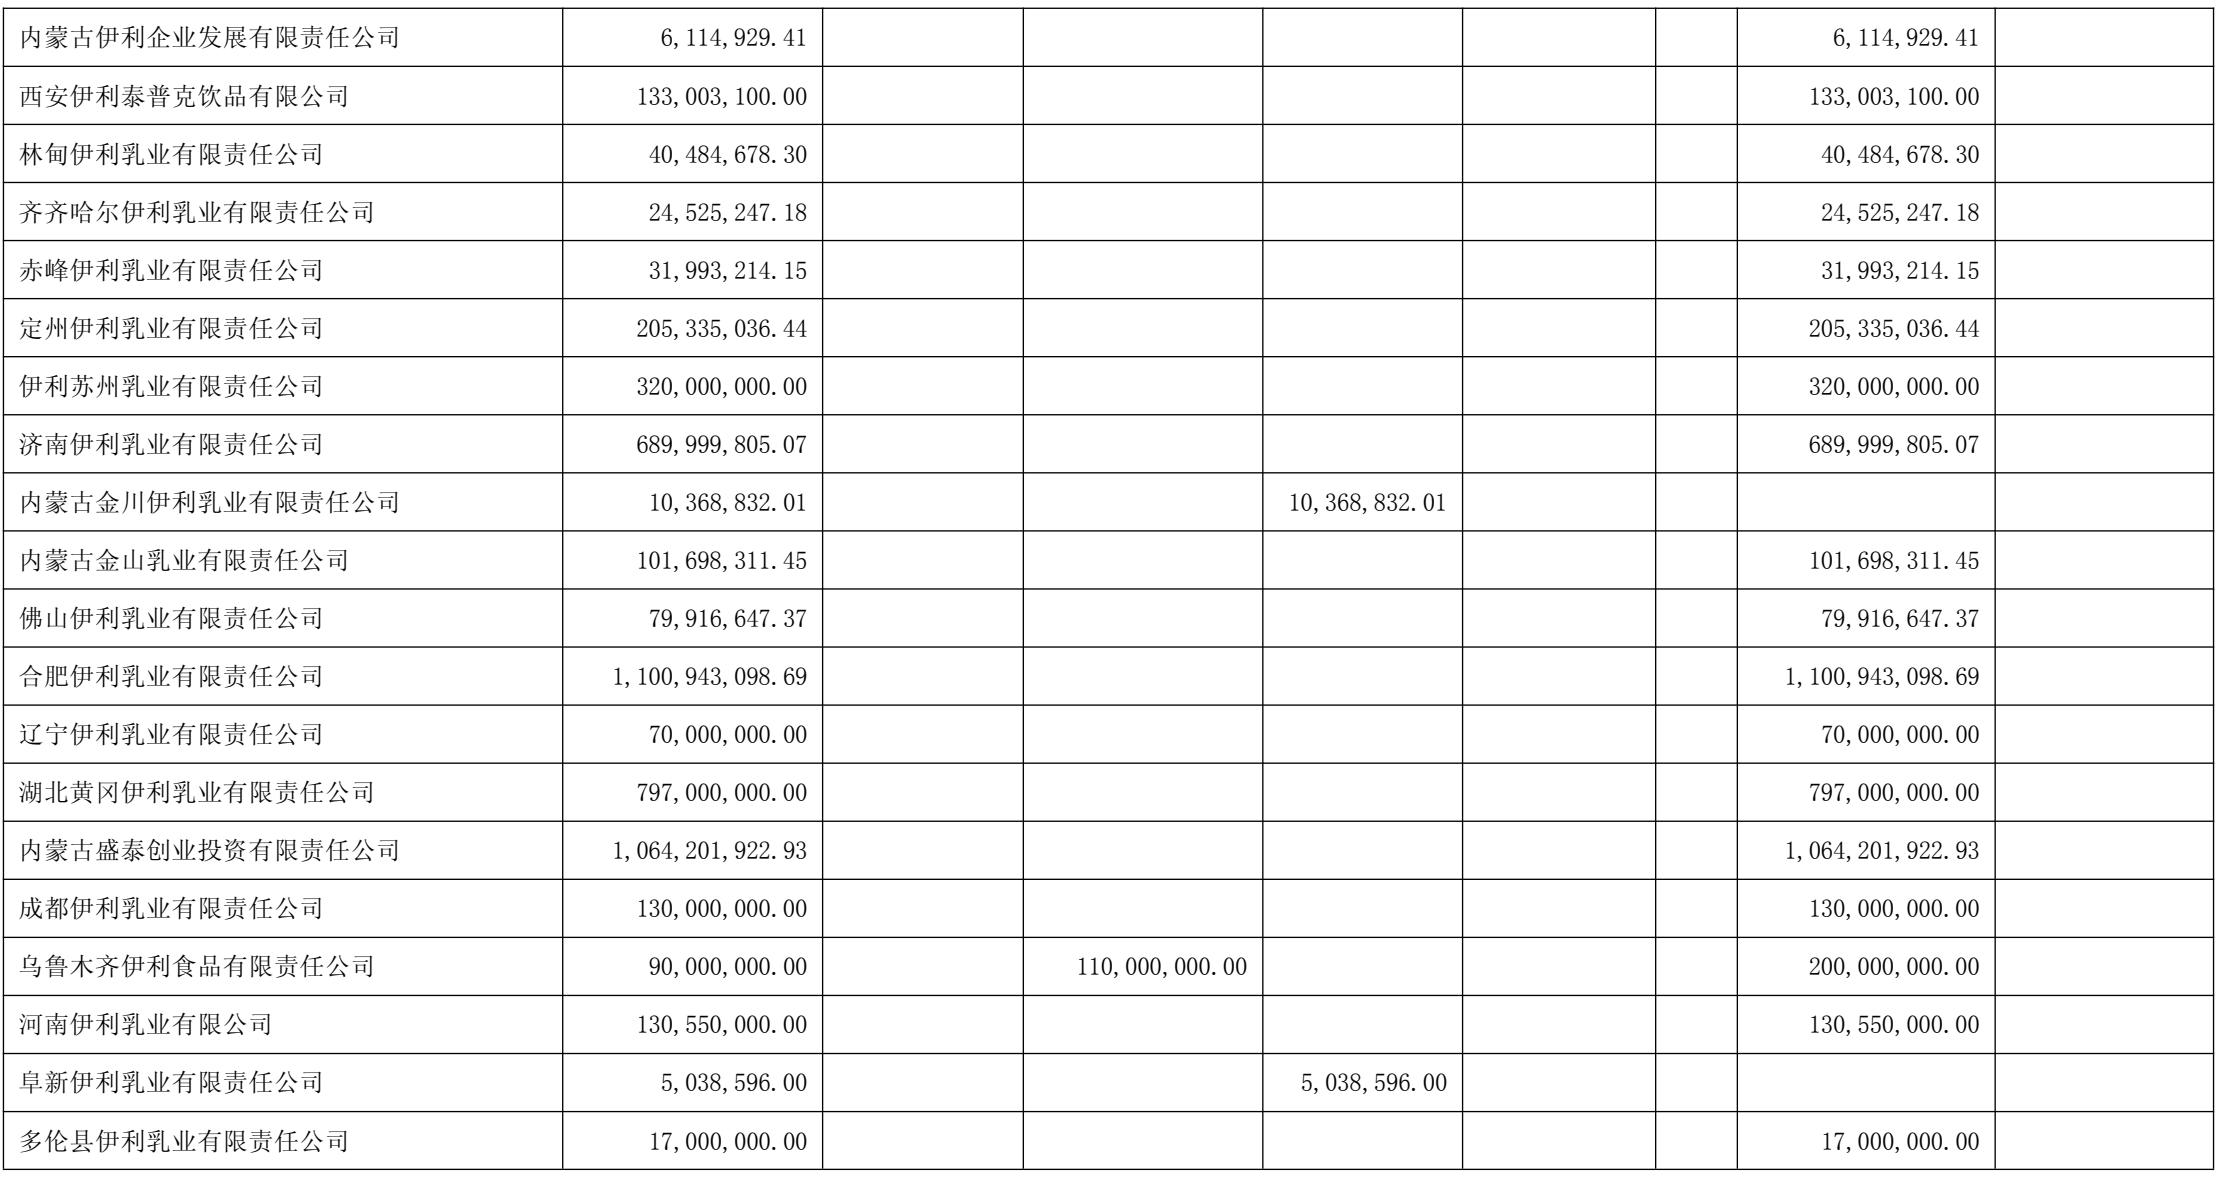 内蒙古伊利企业发展有限责任公司 6,114,929.41 6,114,929.41
西安伊利泰普克饮品有限公司 133,003,100.00 133,003,100.00
林甸伊利乳业有限责任公司 40,484,678.30 40,484,678.30
齐齐哈尔伊利乳业有限责任公司 24,525,247.18 24,525,247.18
赤峰伊利乳业有限责任公司 31,993,214.15 31,993,214.15
定州伊利乳业有限责任公司 205,335,036.44 205,335,036.44
伊利苏州乳业有限责任公司 320,000,000.00 320,000,000.00
济南伊利乳业有限责任公司 689,999,805.07 689,999,805.07
内蒙古金川伊利乳业有限责任公司 10,368,832.01 10,368,832.01
内蒙古金山乳业有限责任公司 101,698,311.45 101,698,311.45
佛山伊利乳业有限责任公司 79,916,647.37 79,916,647.37
合肥伊利乳业有限责任公司 1,100,943,098.69 1,100,943,098.69
辽宁伊利乳业有限责任公司 70,000,000.00 70,000,000.00
湖北黄冈伊利乳业有限责任公司 797,000,000.00 797,000,000.00
内蒙古盛泰创业投资有限责任公司 1,064,201,922.93 1,064,201,922.93
成都伊利乳业有限责任公司 130,000,000.00 130,000,000.00
乌鲁木齐伊利食品有限责任公司 90,000,000.00 110,000,000.00 200,000,000.00
河南伊利乳业有限公司 130,550,000.00 130,550,000.00
阜新伊利乳业有限责任公司 5,038,596.00 5,038,596.00
多伦县伊利乳业有限责任公司 17,000,000.00 17,000,000.00